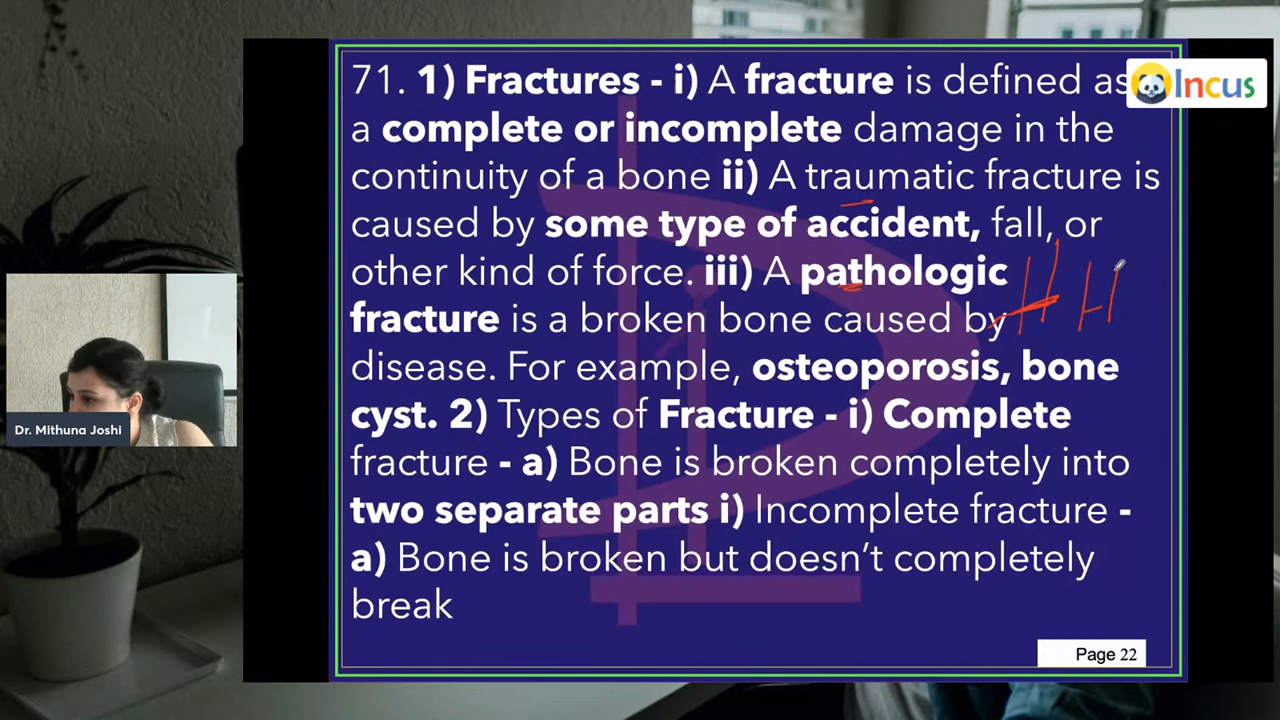 71. 1) Fractures - i) A fracture is defined as
a complete or incomplete damage in the
continuity of a bone ii) A traumatic fracture is
caused by some type of accident, fall, or
other kind of force. iii) A pathologic
fracture is a broken bone caused by
disease. For example, osteoporosis, bone
cyst. 2) Types of Fracture - i) Complete
fracture - a) Bone is broken completely into
two separate parts i) Incomplete fracture -
a) Bone is broken but doesn't completely
break
Page 22
Incus
Dr. Mithuna Joshi